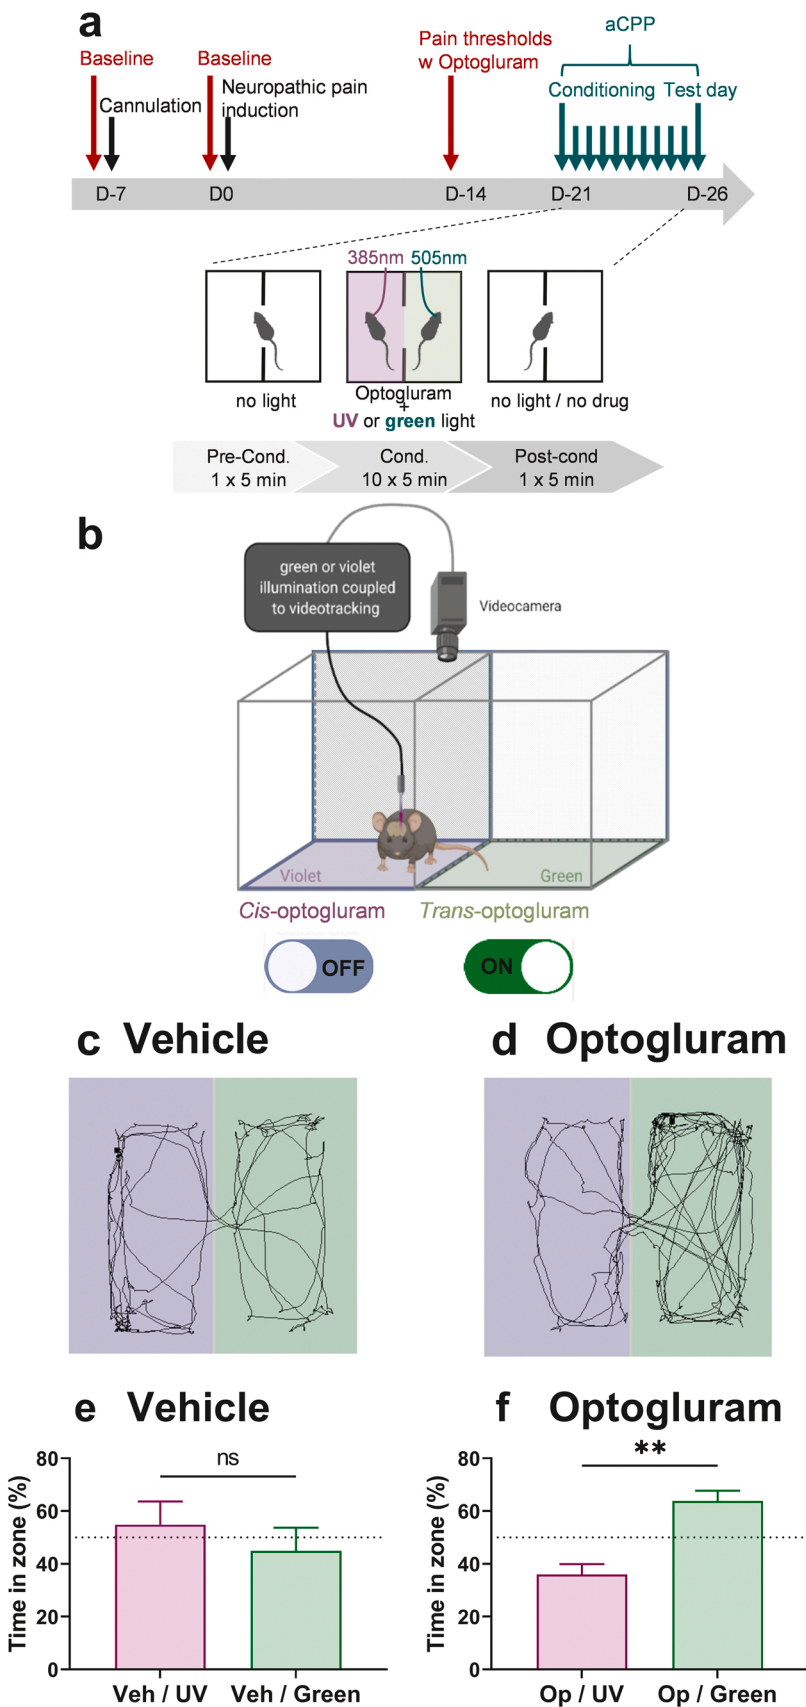 a
aCPP
Pain thresholds
w Optogluram
Baseline
Baseline
Neuropathic pain
induction
Cannulation
Conditioning
Test day
D-7
D0
D-14
D-21
D-26
385nm
505nm
no light
Optogluram
+
UV or green light
no light / no drug
Pre-Cond.
1 x 5 min
Cond.
10 x 5 min
Post-cond
1 x 5 min
b
green or violet
illumination coupled
to videotracking
Videocamera
Violet
Green
Cis-optogluram
Trans-optogluram
OFF
ON
c Vehicle
d Optogluram
e Vehicle
f Optogluram
Time in zone (%)
80
60
40
20
0
ns
Veh / UV
Veh / Green
Time in zone (%)
80
60
40
20
0
**
Op / UV
Op / Green